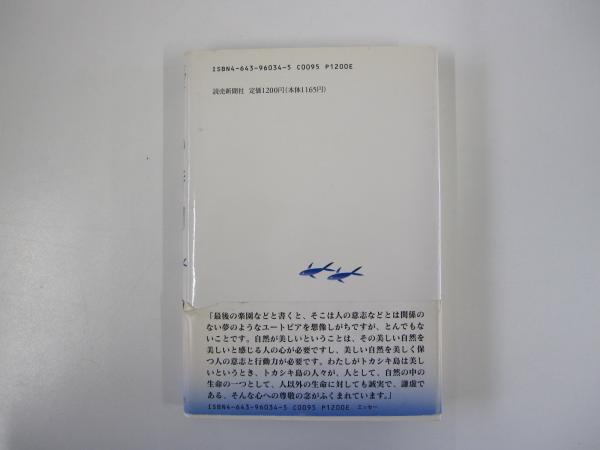 ISBN4-643-96034-5 C0095 P1200E
読売新聞社 定価1200円(本体1165円)
「最後の楽園などと書くと、そこは人の意志などとは関係の
ない夢のようなユートピアを想像しがちですが、とんでもな
いことです。自然が美しいということは、その美しい自然を
美しいと感じる人の心が必要ですし、美しい自然を美しく保
つ人の意志と行動力が必要です。わたしがトカシキ島は美し
いというとき、トカシキ島の人々が、人として、自然の中の
生命の一つとして、人以外の生命に対しても誠実で、謙虚で
ある、そんな心への尊敬の念がふくまれています。」
ISBN4-643-96034-5 C0095 P1200E エッセー